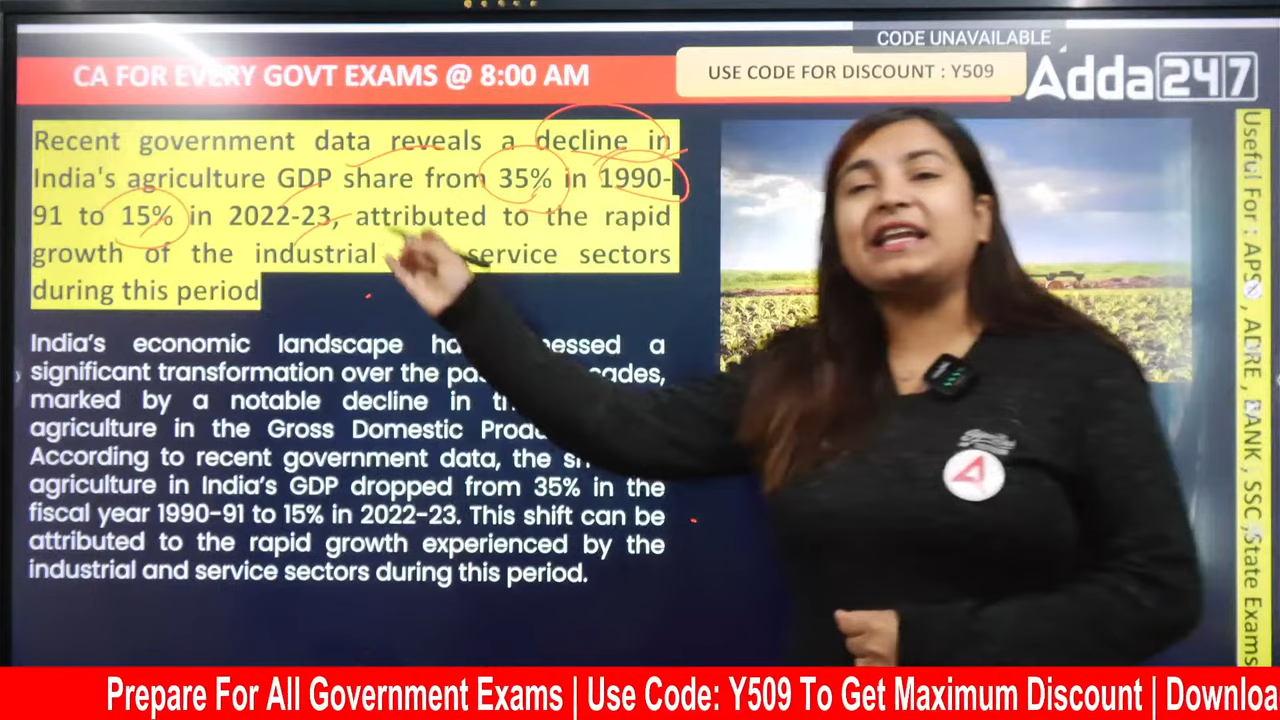 CODE UNAVAILABLE
CA FOR EVERY GOVT EXAMS @ 8:00 AM
USE CODE FOR DISCOUNT : Y509
Adda247
Recent government data reveals a decline in
India's agriculture GDP share from 35% in 1990-
91 to 15% in 2022-23, attributed to the rapid
growth of the industrial service sectors
during this period
India's economic landscape a
significant transformation over the
marked by a notable decline in
agriculture in the Gross Domestic
According to recent government data, the
agriculture in India's GDP dropped from 35% in the
fiscal year 1990-91 to 15% in 2022-23. This shift can be
attributed to the rapid growth experienced by the
industrial and service sectors during this period.
Useful For : , ADRE , BANK , SSC ,State Exams
Prepare For All Government Exams | Use Code: Y509 To Get Maximum Discount |